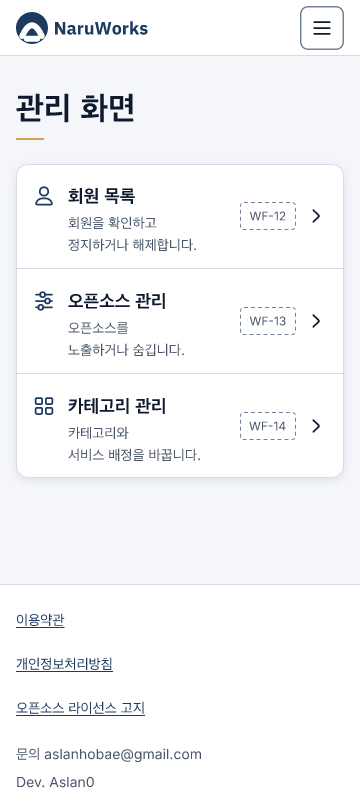 NaruWorks
관리 화면
회원 목록
회원을 확인하고
정지하거나 해제합니다.
WF-12
오픈소스 관리
오픈소스를
노출하거나 숨깁니다.
WF-13
카테고리 관리
카테고리와
서비스 배정을 바꿉니다.
WF-14
이용약관
개인정보처리방침
오픈소스 라이선스 고지
문의 aslanhobae@gmail.com
Dev. Aslan0